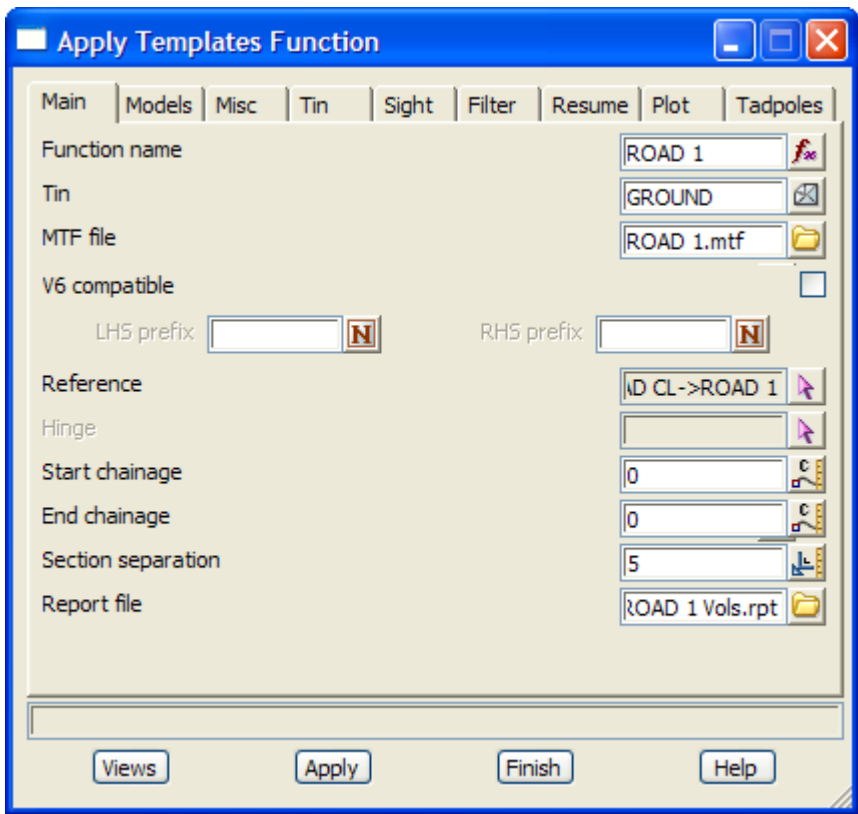 Apply Templates Function
Main Models Misc Tin Sight Filter Resume Plot Tadpoles
Function name ROAD 1
Tin GROUND
MTF file ROAD 1.mtf
V6 compatible
LHS prefix N RHS prefix N
Reference AD CL->ROAD 1
Hinge
Start chainage 0
End chainage 0
Section separation 5
Report file ROAD 1 Vols.rpt
Views Apply Finish Help